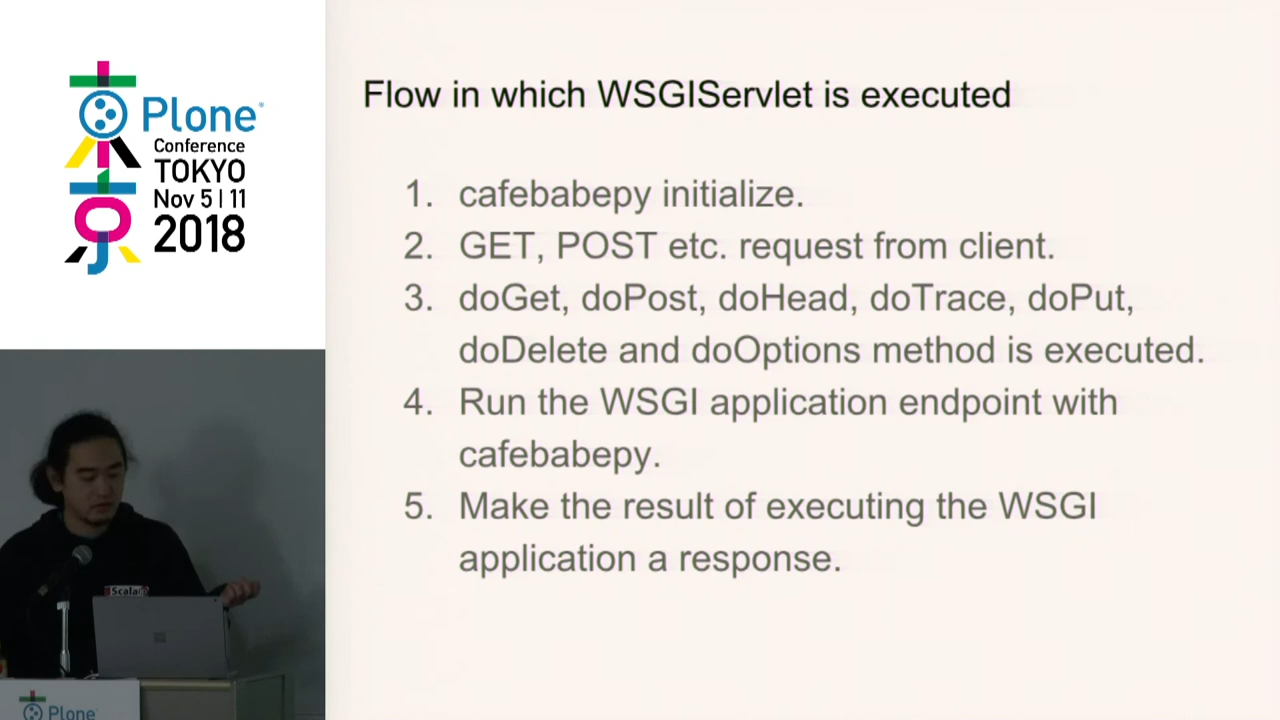 Plone
Conference
TOKYO
Nov 5 | 11
2018
Flow in which WSGIServlet is executed
1. cafebabepy initialize.
2. GET, POST etc. request from client.
3. doGet, doPost, doHead, doTrace, doPut,
doDelete and doOptions method is executed.
4. Run the WSGI application endpoint with
cafebabepy.
5. Make the result of executing the WSGI
application a response.
Scala
Plone